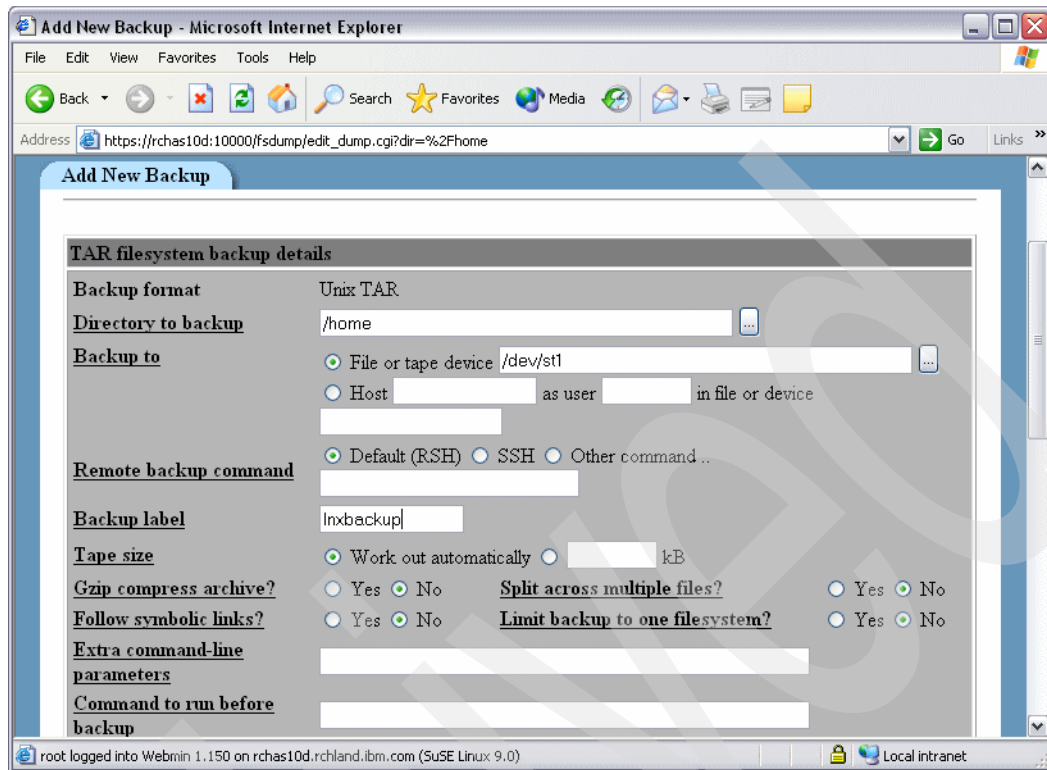 Add New Backup - Microsoft Internet Explorer
File Edit View Favorites Tools Help
Back Search Favorites Media
Address https://rchas10d:10000/fsdump/edit_dump.cgi?dir=%2Fhome Go Links »
Add New Backup
TAR filesystem backup details
Backup format Unix TAR
Directory to backup /home ...
Backup to File or tape device /dev/st1 ...
Host as user in file or device
Remote backup command Default (RSH) SSH Other command ..
Backup label lnxbackup
Tape size Work out automatically kB
Gzip compress archive? Yes No Split across multiple files? Yes No
Follow symbolic links? Yes No Limit backup to one filesystem? Yes No
Extra command-line
parameters
Command to run before
backup
root logged into Webmin 1.150 on rchas10d.rchland.ibm.com (SuSE Linux 9.0) Local intranet